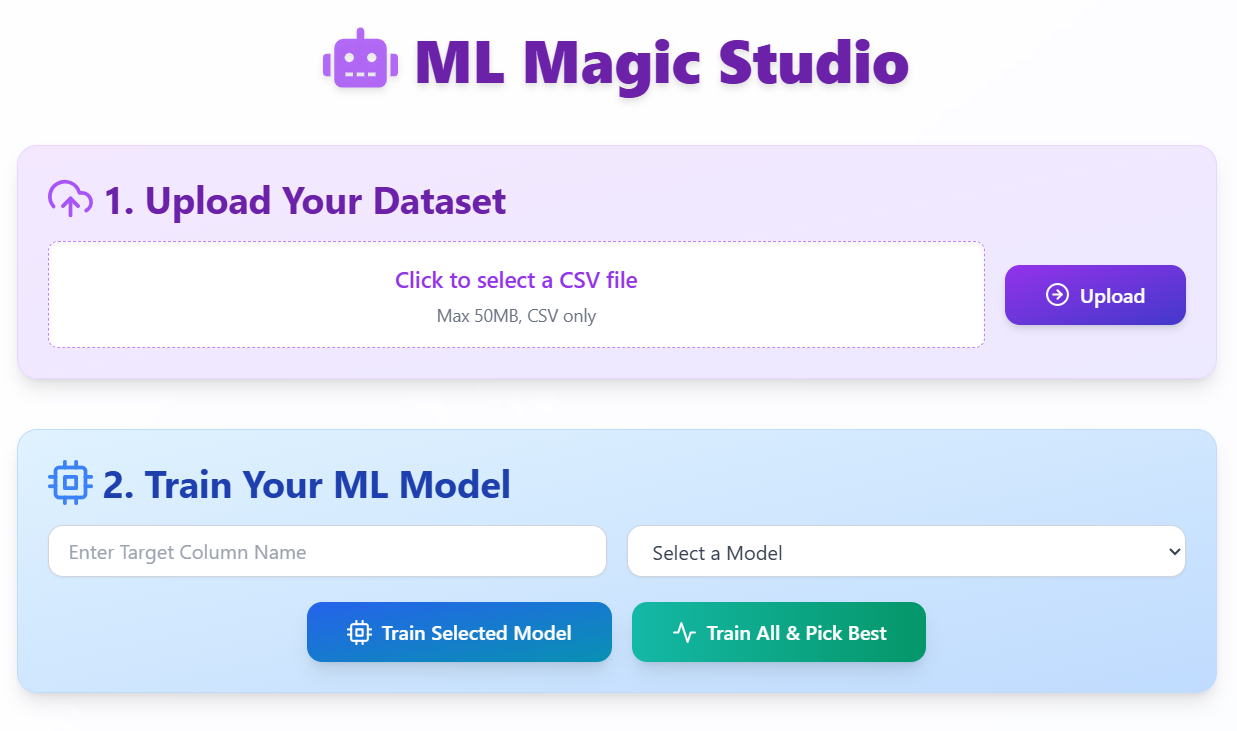 ML Magic Studio
1. Upload Your Dataset
Click to select a CSV file
Max 50MB, CSV only
Upload
2. Train Your ML Model
Enter Target Column Name
Select a Model
Train Selected Model
Train All & Pick Best